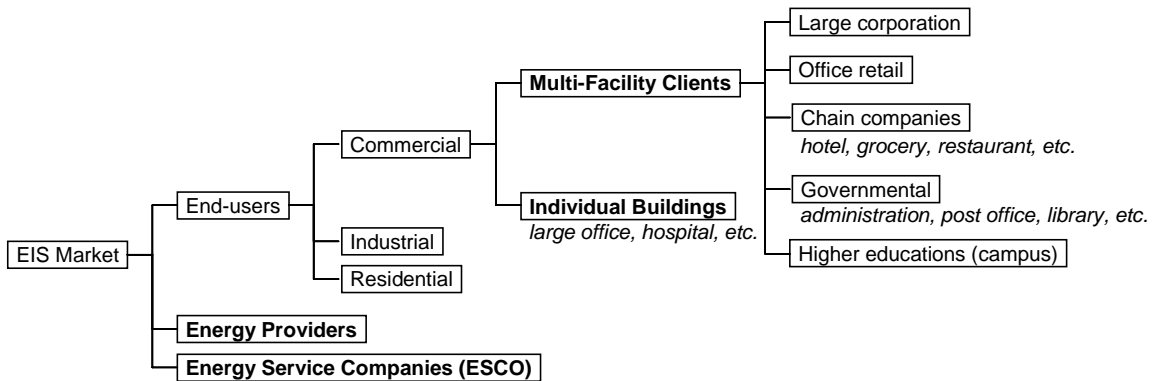 Large corporation
Office retail
Multi-Facility Clients
Chain companies
hotel, grocery, restaurant, etc.
Commercial
Governmental
administration, post office, library, etc.
End-users
Individual Buildings
large office, hospital, etc.
Industrial
Higher educations (campus)
EIS Market
Residential
Energy Providers
Energy Service Companies (ESCO)